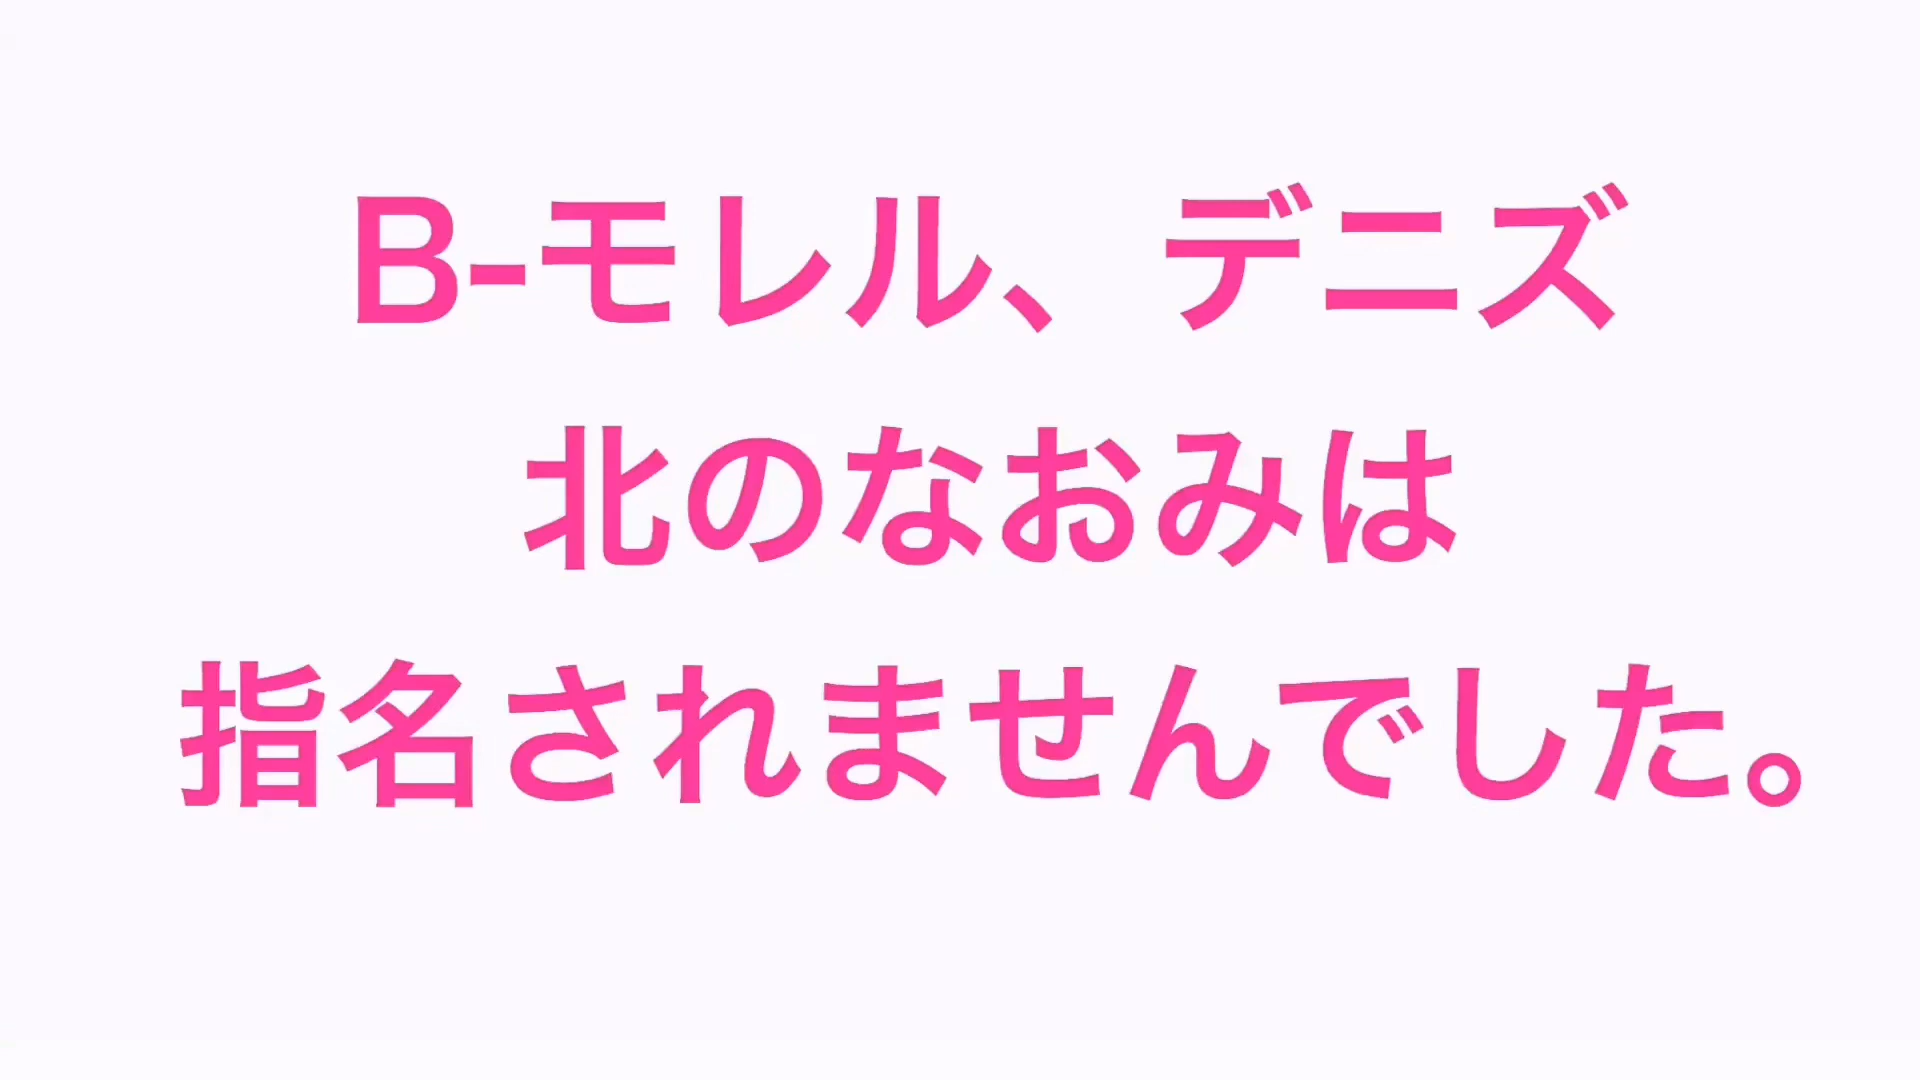 B-モレル、デニズ
北のなおみは
指名されませんでした。